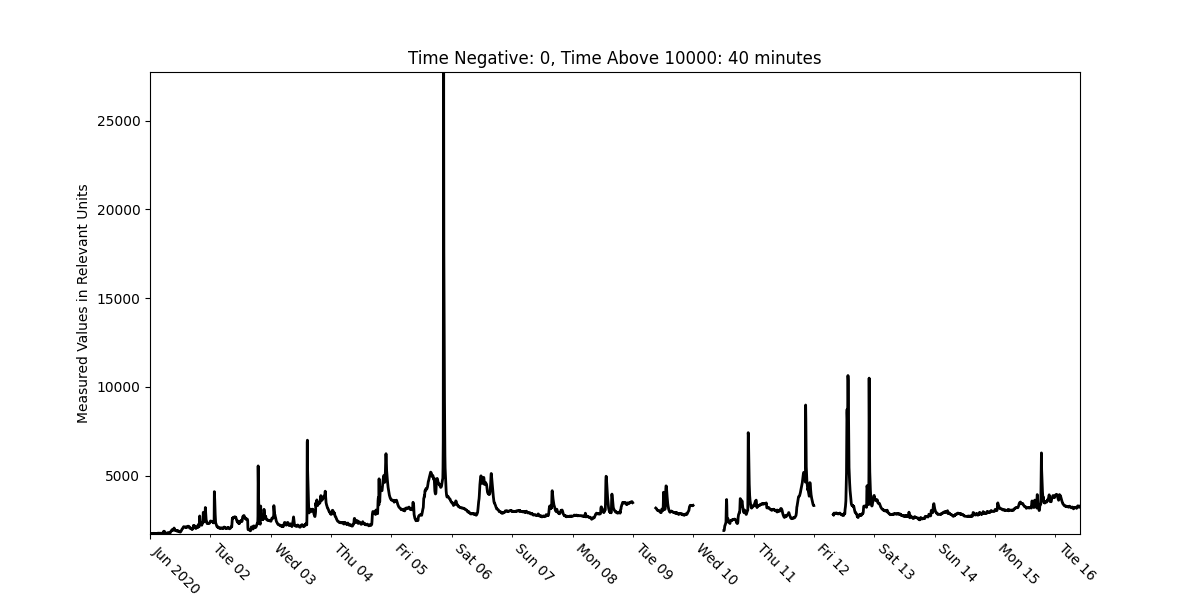 Time Negative: 0, Time Above 10000: 40 minutes
Measured Values in Relevant Units
25000
20000
15000
10000
5000
Jun 2020
Tue 02
Wed 03
Thu 04
Fri 05
Sat 06
Sun 07
Mon 08
Tue 09
Wed 10
Thu 11
Fri 12
Sat 13
Sun 14
Mon 15
Tue 16